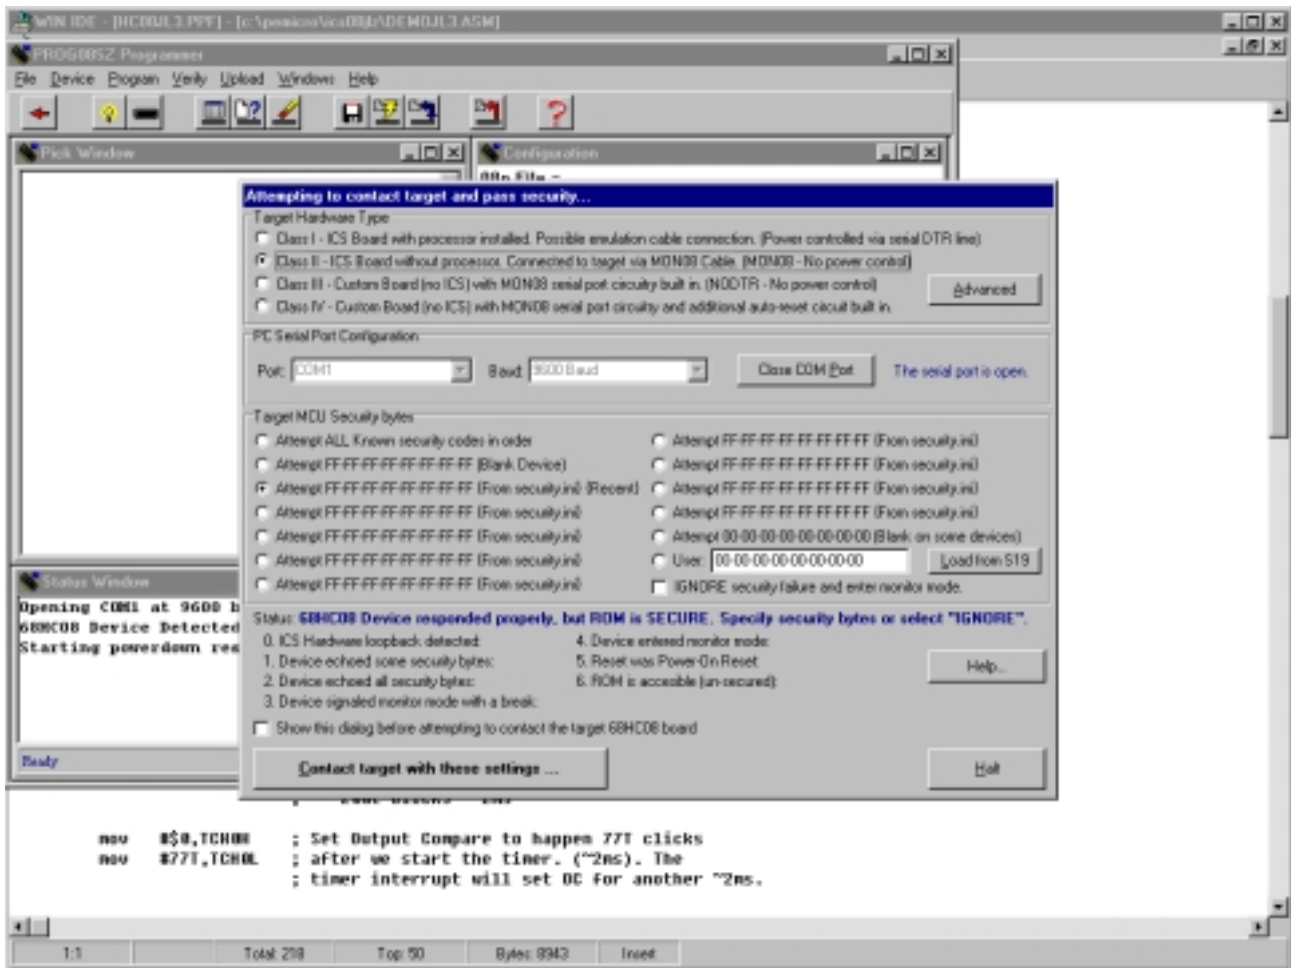 WIN IDE - [HC08JL3.PPF] - [c:\pemicro\ics08jlz\DEMOJL3.ASM]
PROG08SZ Programmer
File Device Program Verify Upload Windows Help
Pick Window
Configuration
Attempting to contact target and pass security...
Target Hardware Type
Class I - ICS Board with processor installed. Possible emulation cable connection. (Power controlled via serial DTR line)
Class II - ICS Board without processor. Connected to target via MON08 Cable. (MON08 - No power control)
Class III - Custom Board (no ICS) with MON08 serial port circuitry built in. (NODTR - No power control)
Advanced
Class IV - Custom Board (no ICS) with MON08 serial port circuitry and additional auto-reset circuit built in.
PC Serial Port Configuration
Port: COM1 Baud: 9600 Baud Close COM Port The serial port is open.
Target MCU Security bytes
Attempt ALL Known security codes in order
Attempt FF-FF-FF-FF-FF-FF-FF-FF (From security.ini)
Attempt FF-FF-FF-FF-FF-FF-FF-FF (Blank Device)
Attempt FF-FF-FF-FF-FF-FF-FF-FF (From security.ini)
Attempt FF-FF-FF-FF-FF-FF-FF-FF (From security.ini) (Recent)
Attempt FF-FF-FF-FF-FF-FF-FF-FF (From security.ini)
Attempt FF-FF-FF-FF-FF-FF-FF-FF (From security.ini)
Attempt FF-FF-FF-FF-FF-FF-FF-FF (From security.ini)
Attempt FF-FF-FF-FF-FF-FF-FF-FF (From security.ini)
Attempt 00-00-00-00-00-00-00-00 (Blank on some devices)
Attempt FF-FF-FF-FF-FF-FF-FF-FF (From security.ini)
User: 00-00-00-00-00-00-00-00 Load from S19
Attempt FF-FF-FF-FF-FF-FF-FF-FF (From security.ini)
IGNORE security failure and enter monitor mode.
Status Window
Opening COM1 at 9600 b
68HC08 Device Detected
Starting powerdown res
Ready
Status: 68HC08 Device responded properly, but ROM is SECURE. Specify security bytes or select "IGNORE".
0. ICS Hardware loopback detected:
4. Device entered monitor mode:
1. Device echoed some security bytes:
5. Reset was Power-On Reset
2. Device echoed all security bytes:
6. ROM is accesible (un-secured):
3. Device signaled monitor mode with a break:
Help...
Show this dialog before attempting to contact the target 68HC08 board
Contact target with these settings ...
Halt
mov #$0,TCH0H ; Set Output Compare to happen 77T clicks
mov #77T,TCH0L ; after we start the timer. (~2ms). The
; timer interrupt will set OC for another ~2ms.
1:1 Total: 218 Top: 50 Bytes: 8943 Insert